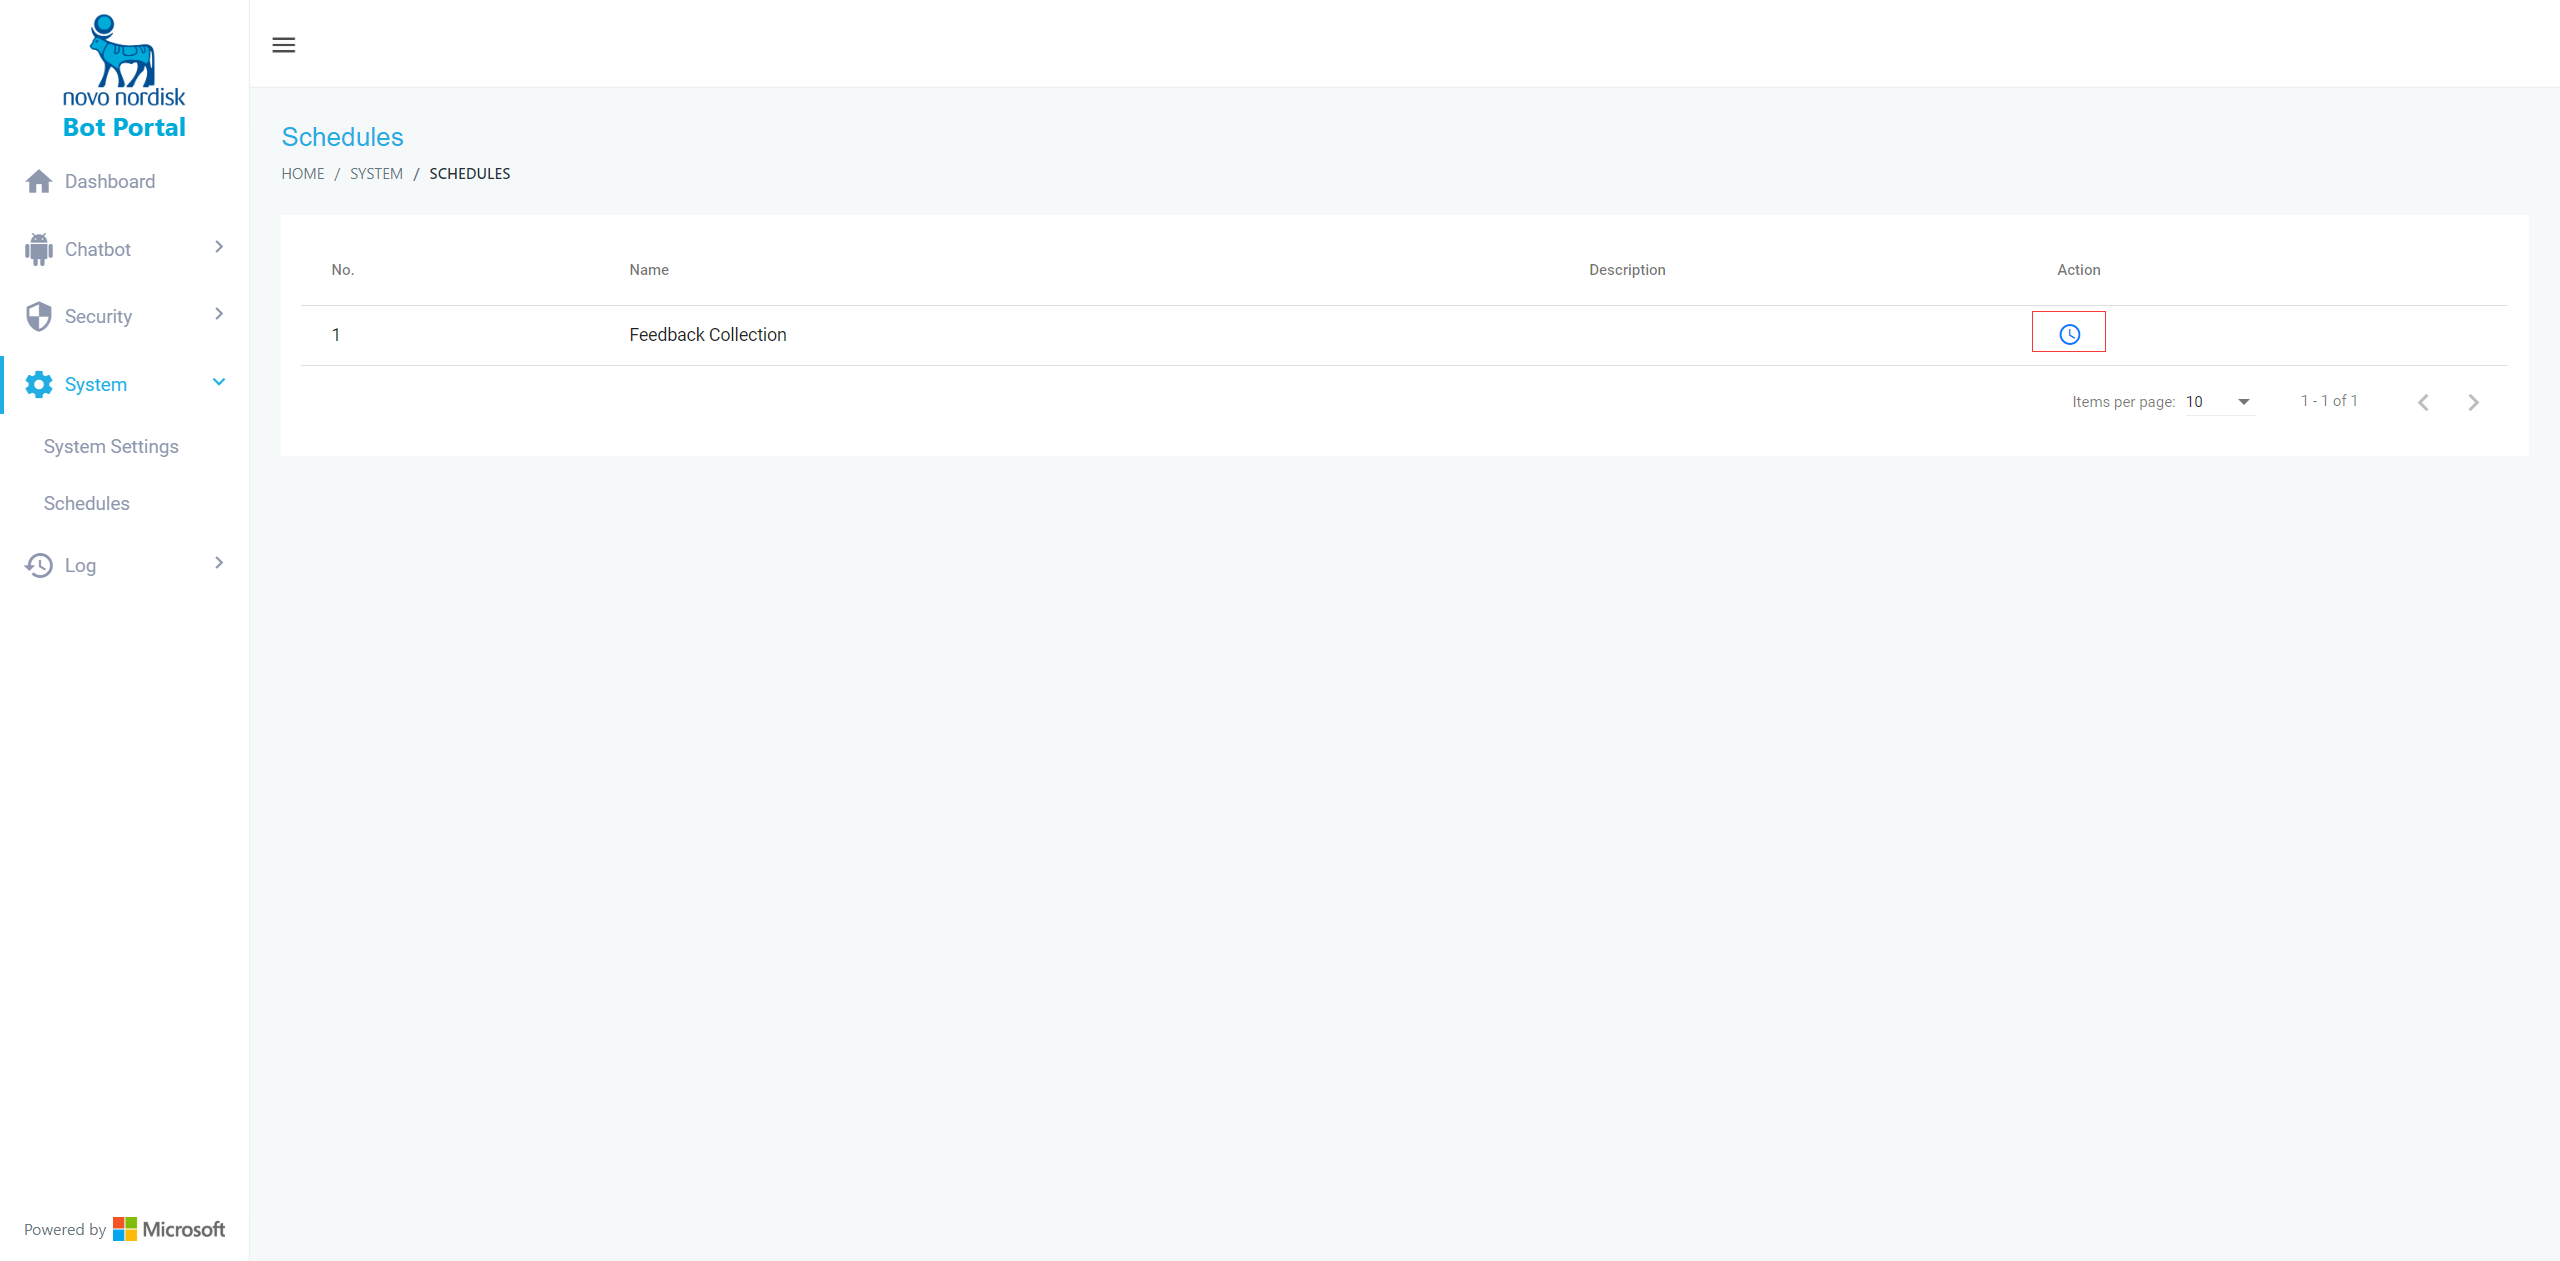 novo nordisk
Bot Portal
Dashboard
Chatbot
Security
System
System Settings
Schedules
Log
Powered by Microsoft
Schedules
HOME / SYSTEM / SCHEDULES
No. Name Description Action
1 Feedback Collection
Items per page: 10 1 - 1 of 1